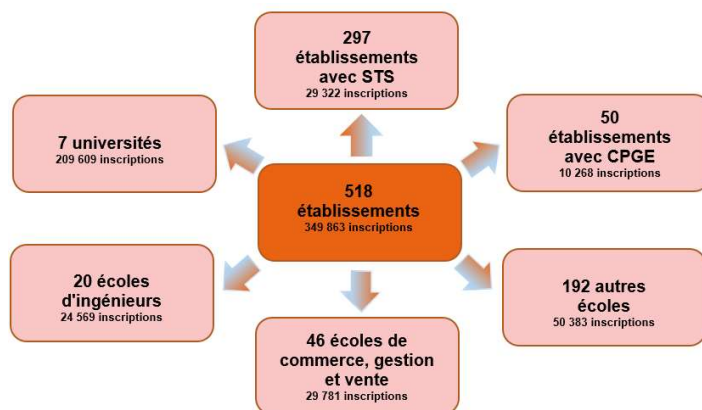 297
établissements
avec STS
29 322 inscriptions
7 universités
209 609 inscriptions
50
établissements
avec CPGE
10 268 inscriptions
518
établissements
349 863 inscriptions
20 écoles
d'ingénieurs
24 569 inscriptions
192 autres
écoles
50 383 inscriptions
46 écoles de
commerce, gestion
et vente
29 781 inscriptions